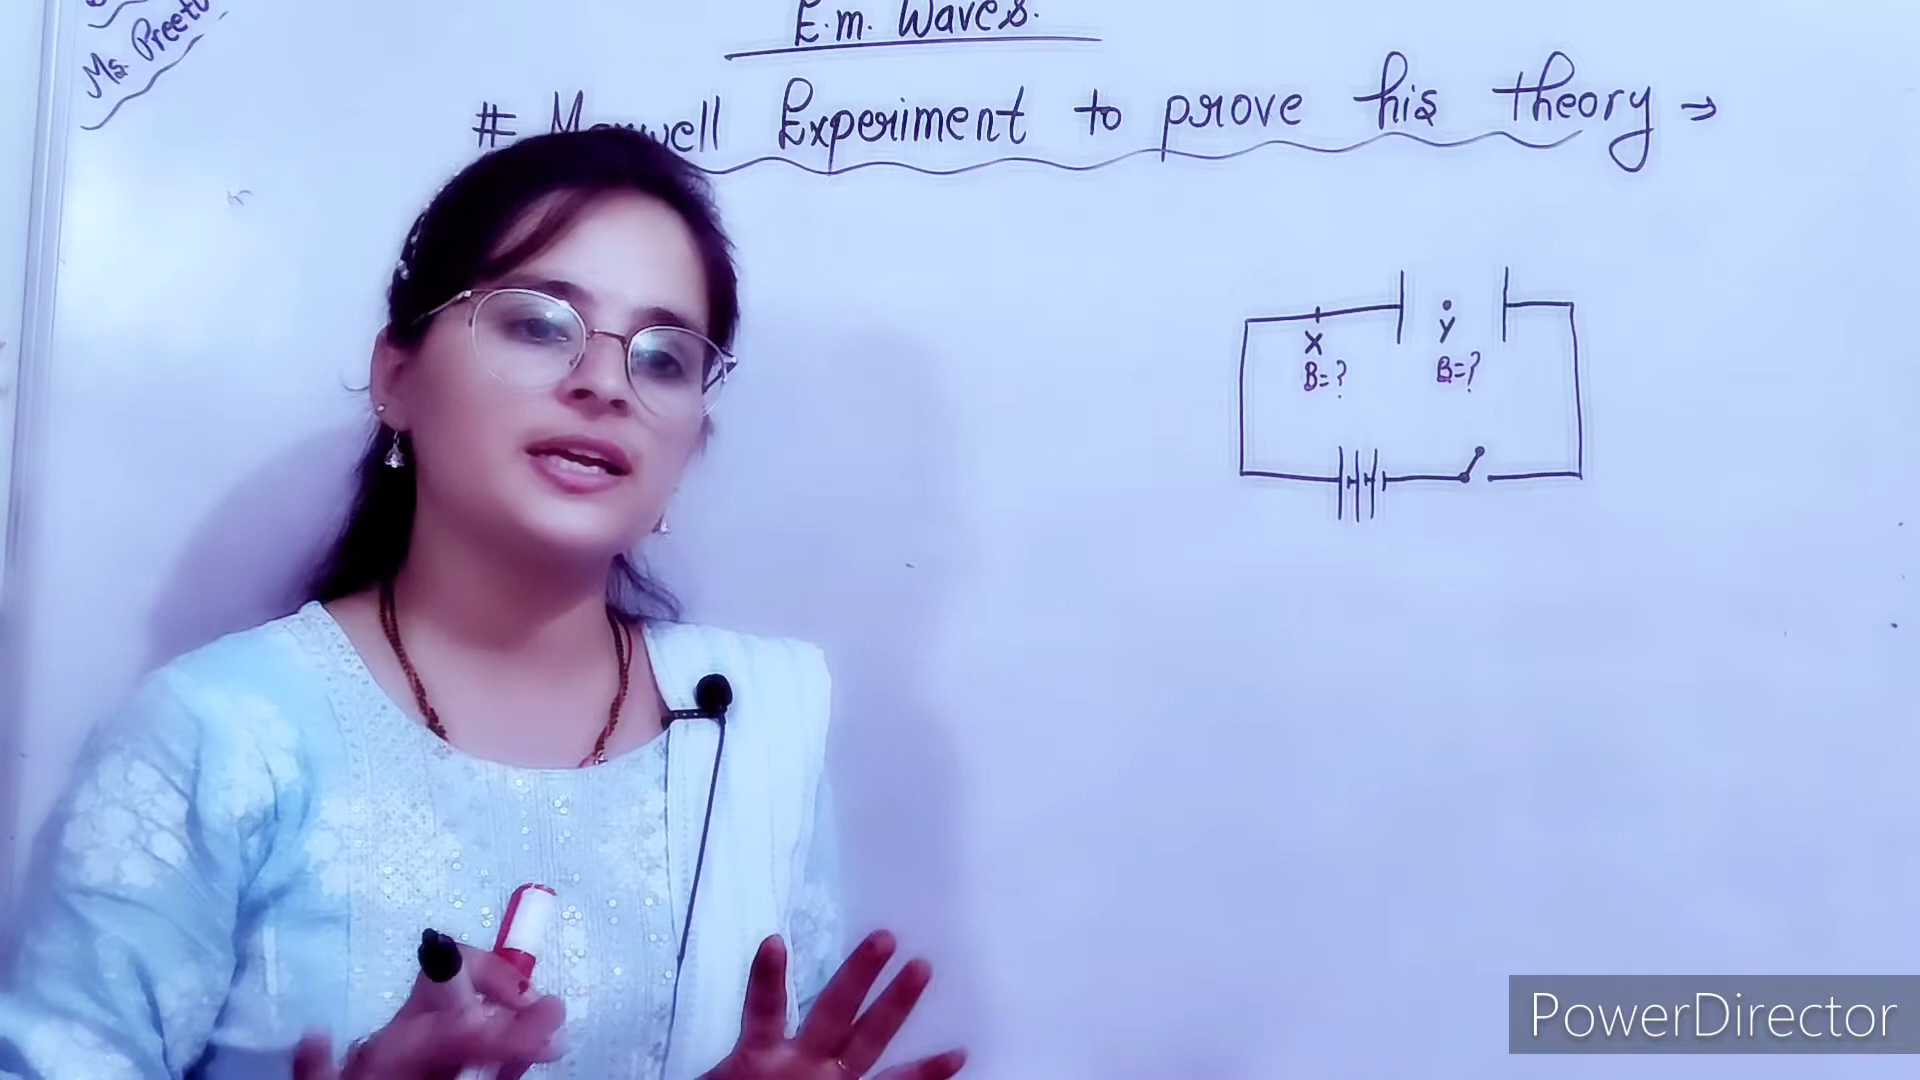 Ms. Preet
E.m. Waves.
# Maxwell Experiment to prove his theory →
X
Y
B=?
B=?
PowerDirector